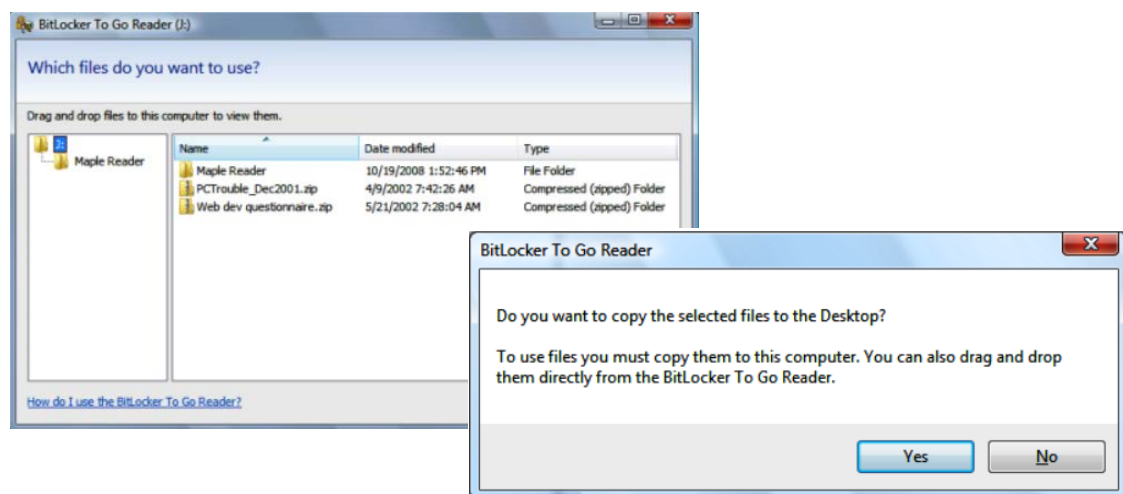 BitLocker To Go Reader (J:)
Which files do you want to use?
Drag and drop files to this computer to view them.
J:
Maple Reader
Name Date modified Type
Maple Reader 10/19/2008 1:52:46 PM File Folder
PCTrouble_Dec2001.zip 4/9/2002 7:42:26 AM Compressed (zipped) Folder
Web dev questionnaire.zip 5/21/2002 7:28:04 AM Compressed (zipped) Folder
How do I use the BitLocker To Go Reader?
BitLocker To Go Reader
Do you want to copy the selected files to the Desktop?
To use files you must copy them to this computer. You can also drag and drop
them directly from the BitLocker To Go Reader.
Yes No